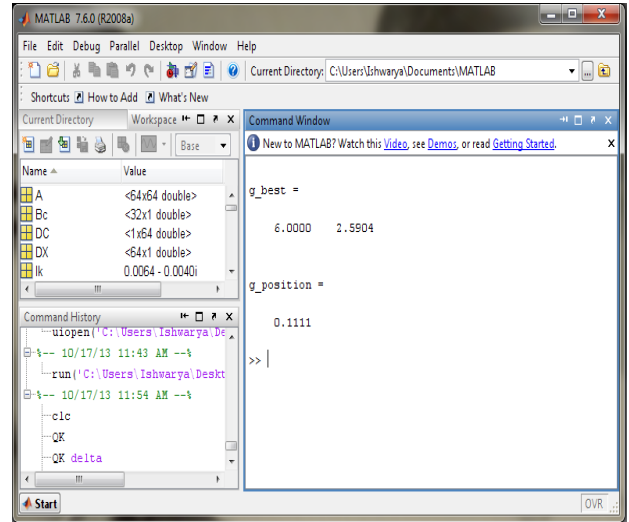 MATLAB 7.6.0 (R2008a)
File Edit Debug Parallel Desktop Window Help
Current Directory: C:\Users\Ishwarya\Documents\MATLAB
Shortcuts How to Add What's New
Current Directory Workspace
Base
Name Value
A <64x64 double>
Bc <32x1 double>
DC <1x64 double>
DX <64x1 double>
Ik 0.0064 - 0.0040i
Command History
uiopen('C:\Users\Ishwarya\De
%-- 10/17/13 11:43 AM --%
run('C:\Users\Ishwarya\Deskt
%-- 10/17/13 11:54 AM --%
clc
QK
QK delta
Command Window
New to MATLAB? Watch this Video, see Demos, or read Getting Started. x
g_best =
6.0000 2.5904
g_position =
0.1111
>>
Start
OVR